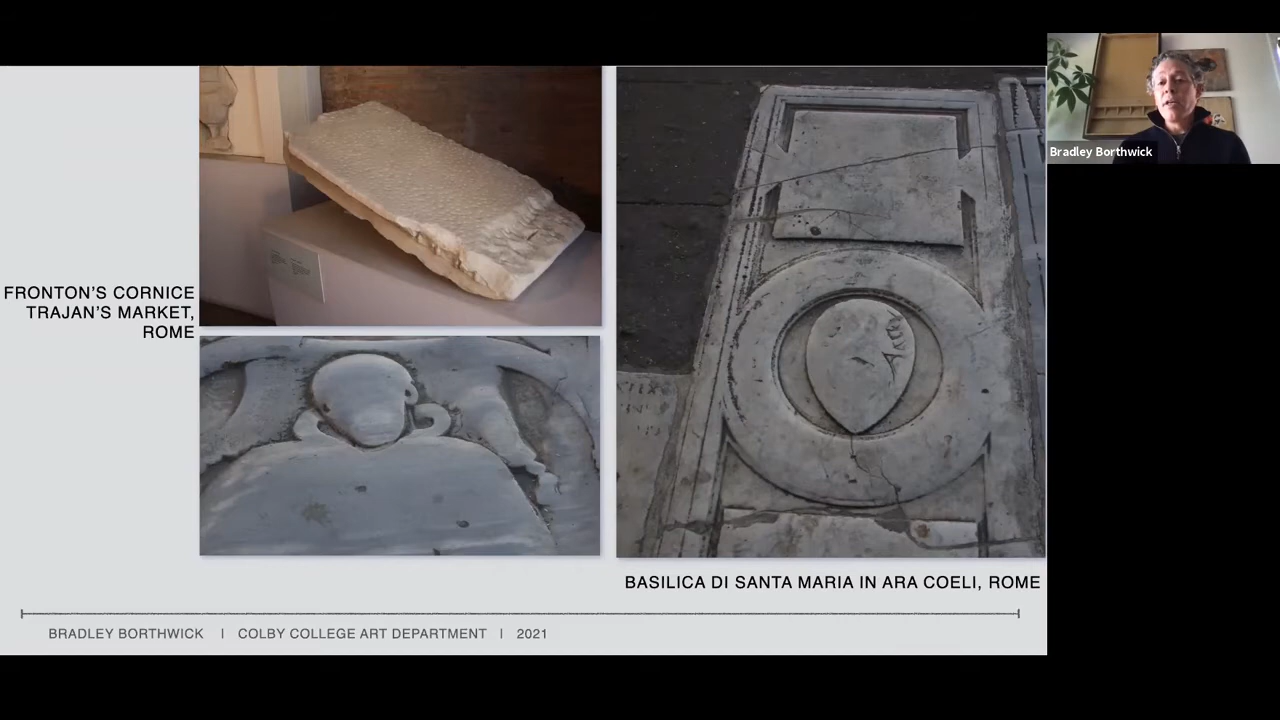 Bradley Borthwick
FRONTON'S CORNICE
TRAJAN'S MARKET,
ROME
BASILICA DI SANTA MARIA IN ARA COELI, ROME
BRADLEY BORTHWICK | COLBY COLLEGE ART DEPARTMENT | 2021